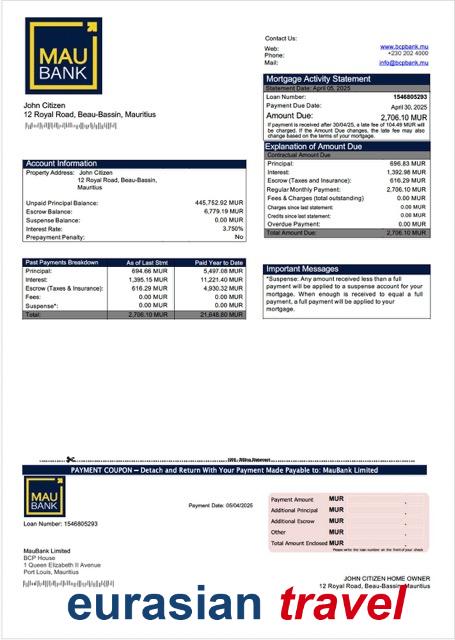 MAU
BANK
Contact Us:
Web: www.bcpbank.mu
Phone: +230 202 4000
Mail: info@bcpbank.mu
John Citizen
12 Royal Road, Beau-Bassin, Mauritius
Mortgage Activity Statement
Statement Date: April 05, 2025
Loan Number: 1546805293
Payment Due Date: April 30, 2025
Amount Due: 2,706.10 MUR
If payment is received after 30/04/25, a late fee of 104.49 MUR will
be charged. If the Amount Due changes, the late fee may also
change based on the terms of your mortgage.
Explanation of Amount Due
Contractual Amount Due
Principal: 696.83 MUR
Interest: 1,392.98 MUR
Escrow (Taxes and Insurance): 616.29 MUR
Regular Monthly Payment: 2,706.10 MUR
Fees & Charges (total outstanding) 0.00 MUR
Charges since last statement: 0.00 MUR
Credits since last statement: 0.00 MUR
Overdue Payment: 0.00 MUR
Total Amount Due: 2,706.10 MUR
Account Information
Property Address: John Citizen
12 Royal Road, Beau-Bassin,
Mauritius
Unpaid Principal Balance: 445,752.92 MUR
Escrow Balance: 6,779.19 MUR
Suspense Balance: 0.00 MUR
Interest Rate: 3.750%
Prepayment Penalty: No
Past Payments Breakdown As of Last Stmt Paid Year to Date
Principal: 694.66 MUR 5,497.08 MUR
Interest: 1,395.15 MUR 11,221.40 MUR
Escrow (Taxes & Insurance): 616.29 MUR 4,930.32 MUR
Fees: 0.00 MUR 0.00 MUR
Suspense*: 0.00 MUR 0.00 MUR
Total: 2,706.10 MUR 21,648.80 MUR
Important Messages
*Suspense: Any amount received less than a full
payment will be applied to a suspense account for your
mortgage. When enough is received to equal a full
payment, a full payment will be applied to your
mortgage.
PAYMENT COUPON – Detach and Return With Your Payment Made Payable to: MauBank Limited
MAU
BANK
Payment Date: 05/04/2025
Loan Number: 1546805293
Payment Amount MUR
Additional Principal MUR
Additional Escrow MUR
Other MUR
Total Amount Enclosed MUR
Please write the loan number on the front of your check
MauBank Limited
BCP House
1 Queen Elizabeth II Avenue
Port Louis, Mauritius
JOHN CITIZEN HOME OWNER
12 Royal Road, Beau-Bassin, Mauritius
eurasian travel